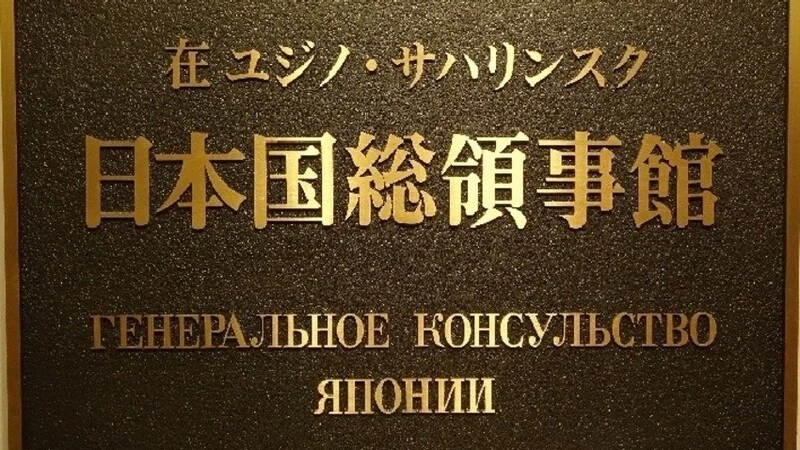 在 ユジノ・サハリンスク
日本国総領事館
ГЕНЕРАЛЬНОЕ КОНСУЛЬСТВО
ЯПОНИИ